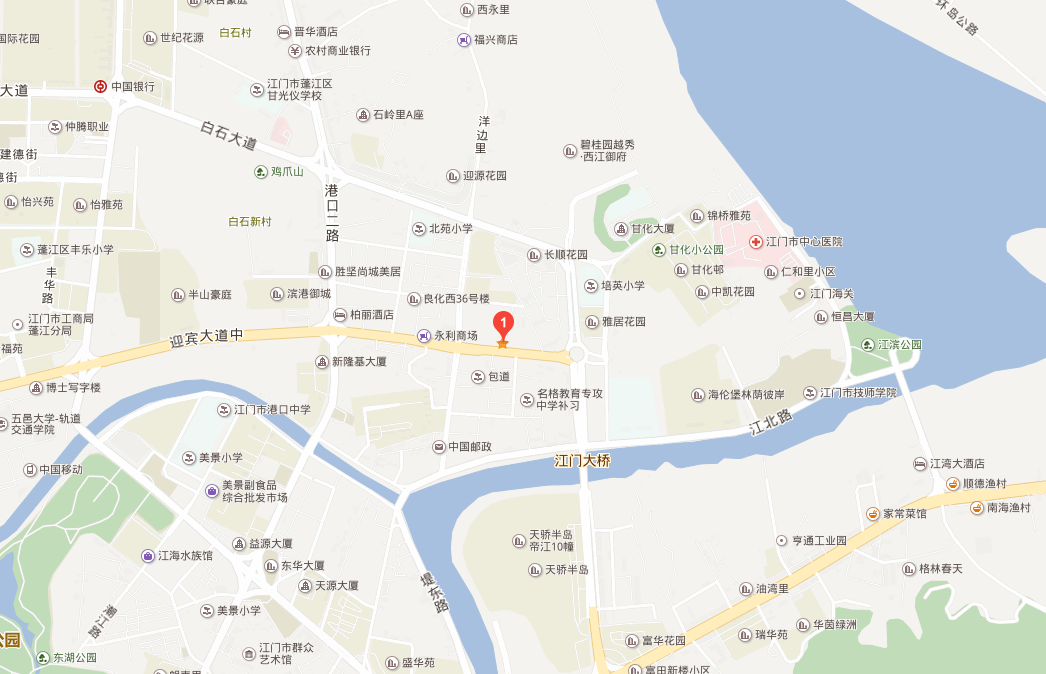 联合豪庭
西永里
环岛公路
国际花园
世纪花源
白石村
晋华酒店
福兴商店
农村商业银行
大道
中国银行
江门市蓬江区
甘光仪学校
石岭里A座
仲腾职业
白石大道
洋边里
建德街
碧桂园越秀
·西江御府
德街
鸡爪山
迎源花园
港口二路
怡兴苑
怡雅苑
白石新村
北苑小学
锦桥雅苑
甘化大厦
江门市中心医院
蓬江区丰乐小学
长顺花园
甘化小公园
丰华路
胜坚尚城美居
甘化邨
仁和里小区
半山豪庭
滨港御城
良化西36号楼
培英小学
中凯花园
江门海关
江门市工商局
蓬江分局
柏丽酒店
1
雅居花园
恒昌大厦
迎宾大道中
永利商场
福苑
江滨公园
新隆基大厦
包道
博士写字楼
名格教育专攻
中学补习
海伦堡林荫彼岸
江门市技师学院
五邑大学-轨道
交通学院
江门市港口中学
江北路
中国邮政
美景小学
江门大桥
中国移动
江湾大酒店
美景副食品
综合批发市场
顺德渔村
家常菜馆
南海渔村
天骄半岛
帝江10幢
益源大厦
亨通工业园
江海水族馆
东华大厦
天骄半岛
格林春天
天源大厦
堤东路
油湾里
美景小学
潮江路
华茵绿洲
公园
富华花园
瑞华苑
江门市群众
艺术馆
东湖公园
盛华苑
富田新楼小区